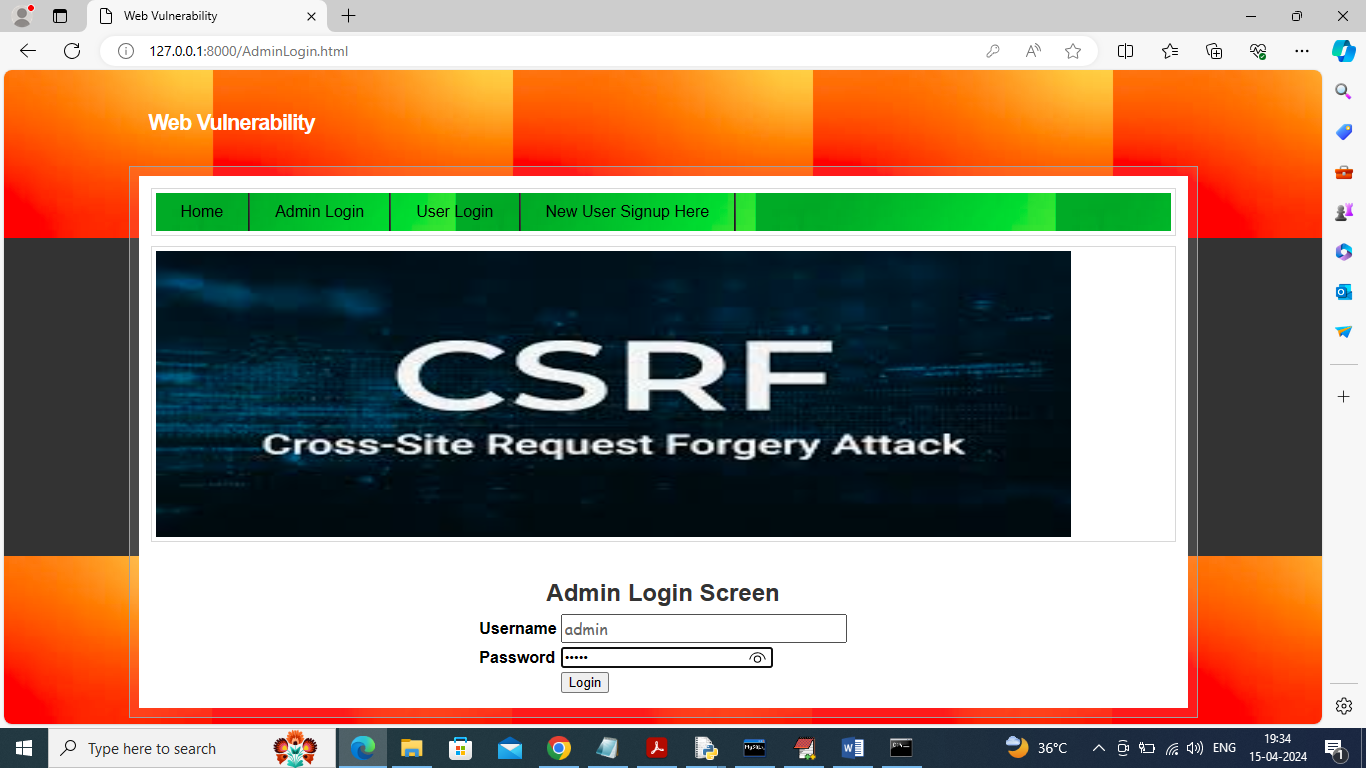 Web Vulnerability
127.0.0.1:8000/AdminLogin.html
Web Vulnerability
Home Admin Login User Login New User Signup Here
CSRF
Cross-Site Request Forgery Attack
Admin Login Screen
Username admin
Password •••••
Login
Type here to search
36°C
ENG
19:34
15-04-2024
1